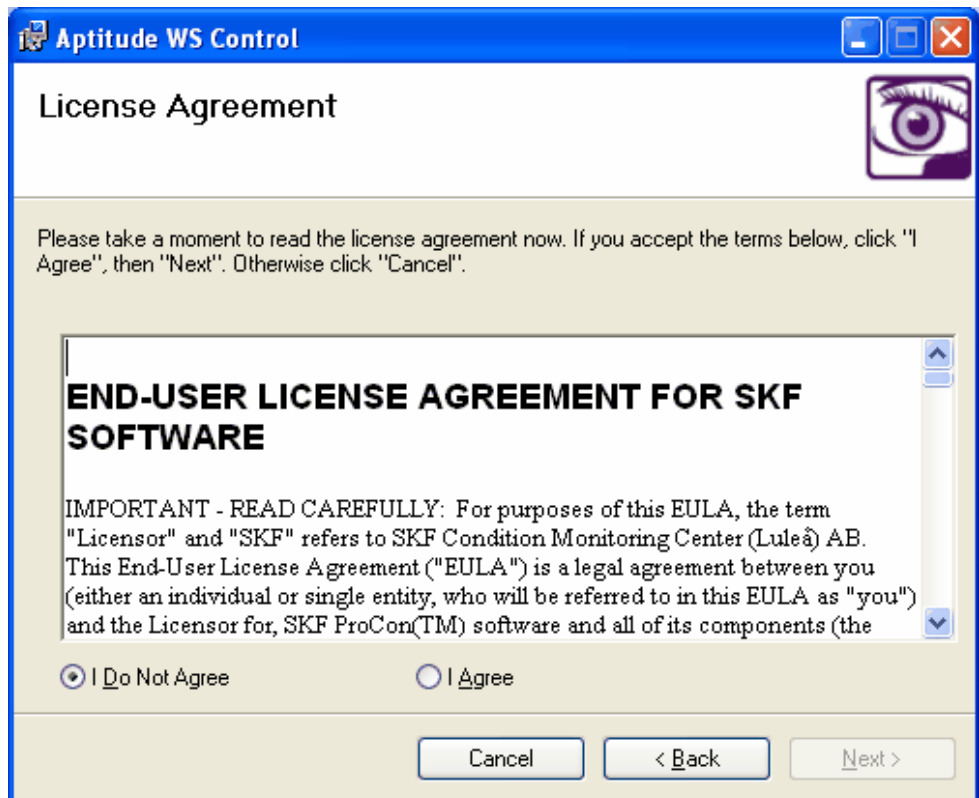 Aptitude WS Control
License Agreement
Please take a moment to read the license agreement now. If you accept the terms below, click "I
Agree", then "Next". Otherwise click "Cancel".
END-USER LICENSE AGREEMENT FOR SKF
SOFTWARE
IMPORTANT - READ CAREFULLY: For purposes of this EULA, the term
"Licensor" and "SKF" refers to SKF Condition Monitoring Center (Luleå) AB.
This End-User License Agreement ("EULA") is a legal agreement between you
(either an individual or single entity, who will be referred to in this EULA as "you")
and the Licensor for, SKF ProCon(TM) software and all of its components (the
I Do Not Agree
I Agree
Cancel
< Back
Next >